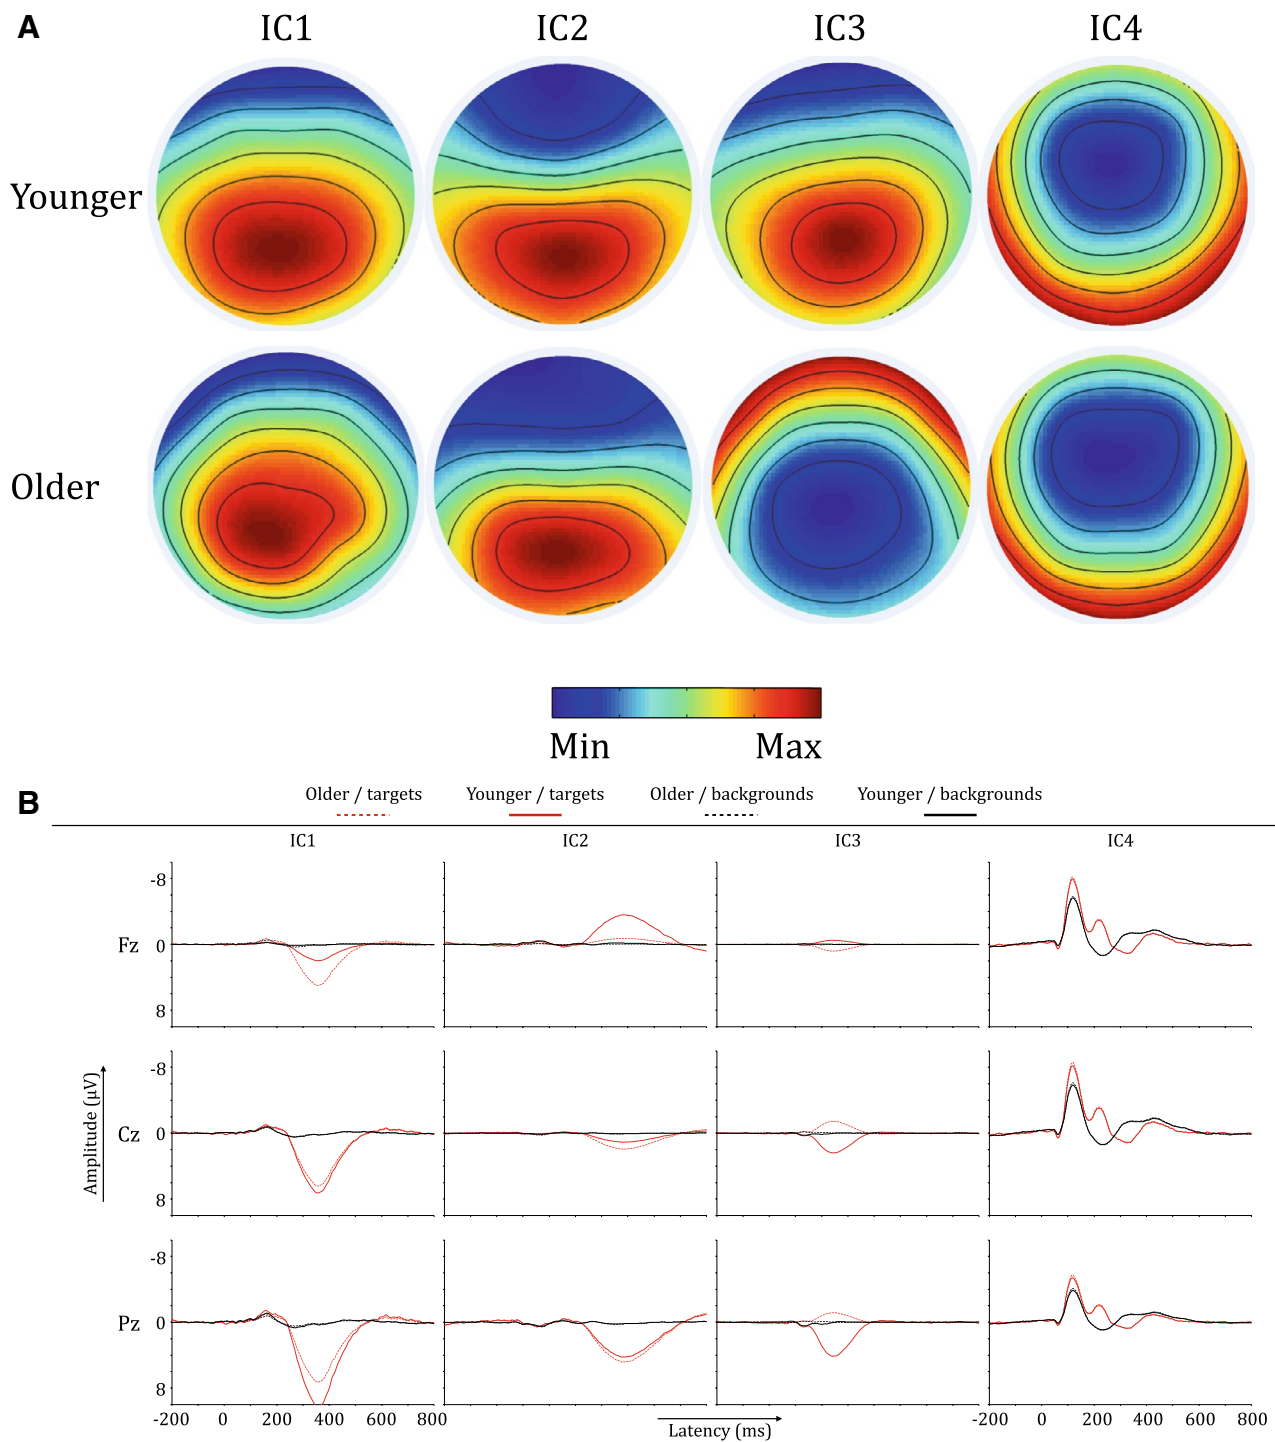 A
IC1 IC2 IC3 IC4
Younger
Older
Min Max
B
Older / targets Younger / targets Older / backgrounds Younger / backgrounds
IC1 IC2 IC3 IC4
-8
Fz 0
8
-8
Cz 0
8
Amplitude (µV)
-8
Pz 0
8
-200 0 200 400 600 800 -200 0 200 400 600 800
Latency (ms)